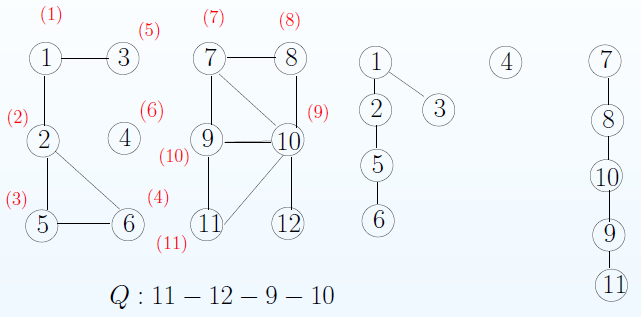 (1) (7) (8)
(5)
1 3 7 8 1 4 7
(2) (6) (9)
2 4 9 10 2 3 8
(10)
(3) (4) 5 10
5 6 11 12 6 9
(11)
11
Q : 11 − 12 − 9 − 10